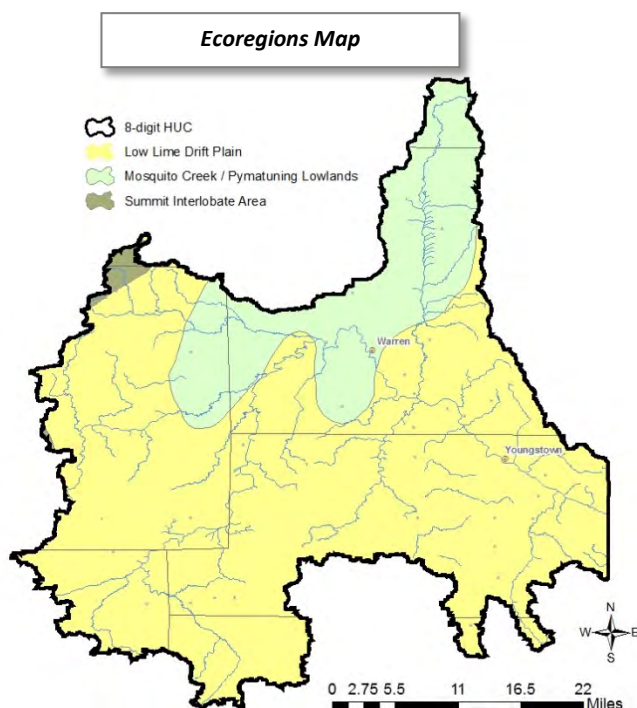 Ecoregions Map
8-digit HUC
Low Lime Drift Plain
Mosquito Creek / Pymatuning Lowlands
Summit Interlobate Area
Warren
Youngstown
N
W E
S
0 2.75 5.5 11 16.5 22
Miles